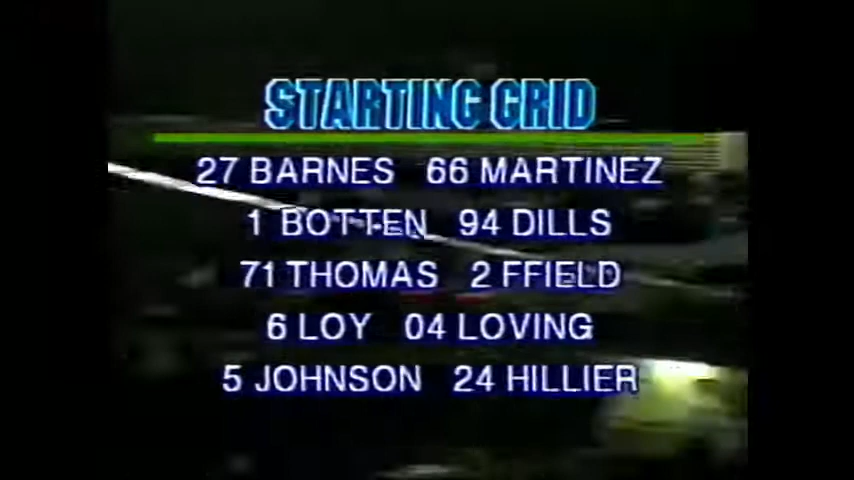 STARTING GRID
27 BARNES 66 MARTINEZ
1 BOTTEN 94 DILLS
71 THOMAS 2 FFIELD
6 LOY 04 LOVING
5 JOHNSON 24 HILLIER